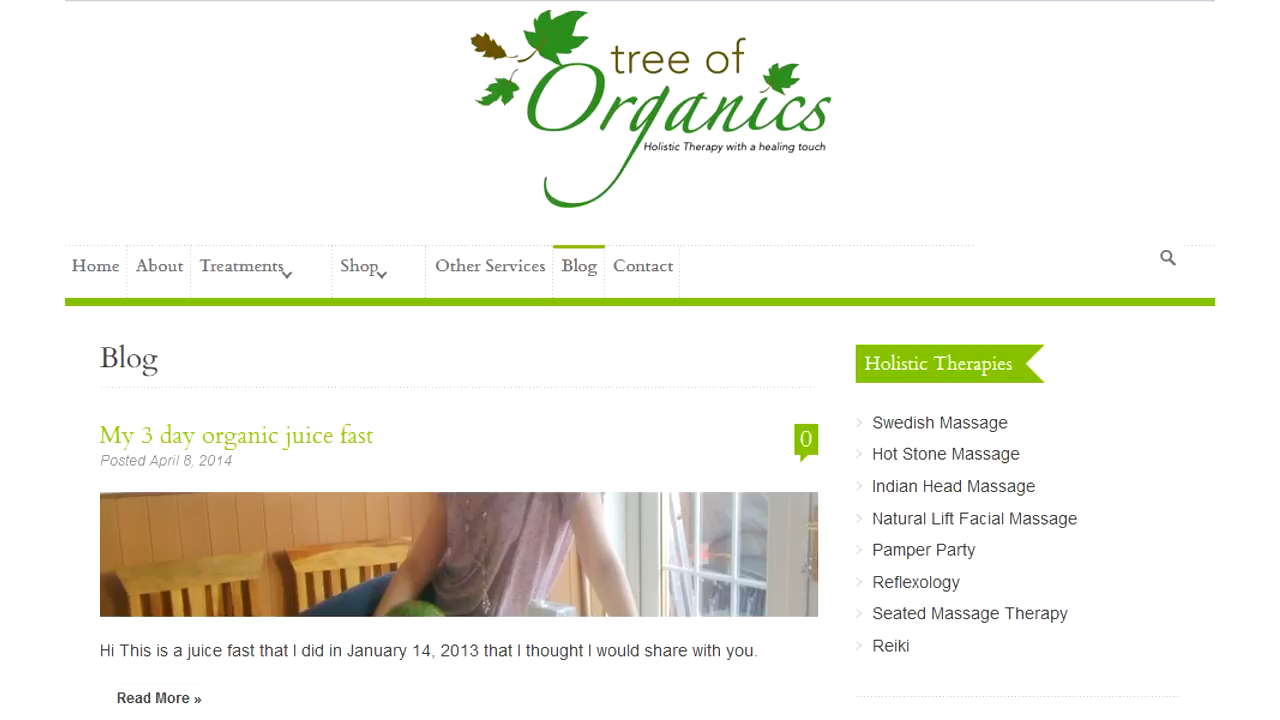 tree of
Organics
Holistic Therapy with a healing touch
Home About Treatments Shop Other Services Blog Contact
Blog
My 3 day organic juice fast
0
Posted April 8, 2014
Hi This is a juice fast that I did in January 14, 2013 that I thought I would share with you.
Read More »
Holistic Therapies
Swedish Massage
Hot Stone Massage
Indian Head Massage
Natural Lift Facial Massage
Pamper Party
Reflexology
Seated Massage Therapy
Reiki